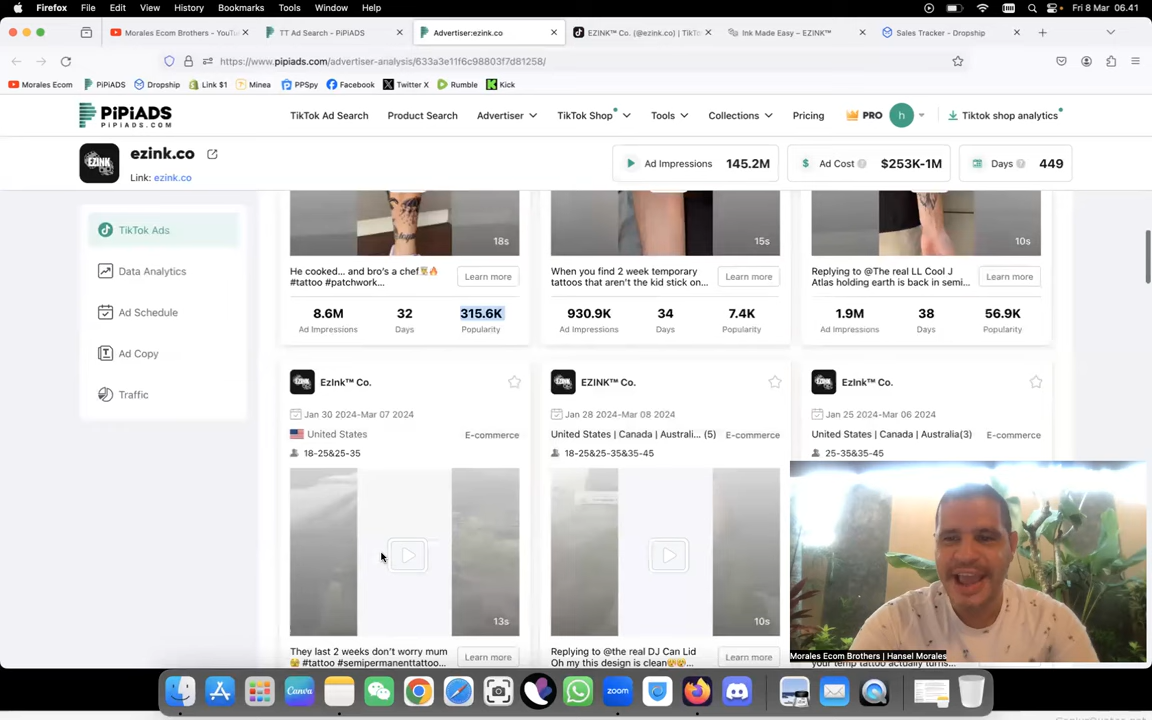 Firefox File Edit View History Bookmarks Tools Window Help Fri 8 Mar 06.41
Morales Ecom Brothers - YouTu TT Ad Search - PiPiADS Advertiser:ezink.co EZINK™ Co. (@ezink.co) | TikT Ink Made Easy – EZINK™ Sales Tracker - Dropship
https://www.pipiads.com/advertiser-analysis/633a3e11f6c98803f7d81258/
Morales Ecom PiPiADS Dropship Link $1 Minea PPSpy Facebook Twitter X Rumble Kick
PiPiADS
PIPIADS.COM
TikTok Ad Search Product Search Advertiser TikTok Shop Tools Collections Pricing PRO h Tiktok shop analytics
EZINK
ezink.co
Link: ezink.co
Ad Impressions 145.2M
$ Ad Cost $253K-1M
Days 449
TikTok Ads
Data Analytics
Ad Schedule
Ad Copy
Traffic
18s
15s
10s
He cooked... and bro's a chef
#tattoo #patchwork...
Learn more
When you find 2 week temporary
tattoos that aren't the kid stick on...
Learn more
Replying to @The real LL Cool J
Atlas holding earth is back in semi...
Learn more
8.6M 32 315.6K
Ad Impressions Days Popularity
930.9K 34 7.4K
Ad Impressions Days Popularity
1.9M 38 56.9K
Ad Impressions Days Popularity
EzInk™ Co.
Jan 30 2024-Mar 07 2024
United States E-commerce
18-25&25-35
13s
They last 2 weeks don't worry mum
#tattoo #semipermanenttattoo...
Learn more
EZINK™ Co.
Jan 28 2024-Mar 08 2024
United States | Canada | Australi... (5) E-commerce
18-25&25-35&35-45
10s
Replying to @the real DJ Can Lid
Oh my this design is clean
Learn more
EzInk™ Co.
Jan 25 2024-Mar 06 2024
United States | Canada | Australia(3) E-commerce
25-35&35-45
Morales Ecom Brothers | Hansel Morales
your temp tattoo actually turns...
Canva
zoom